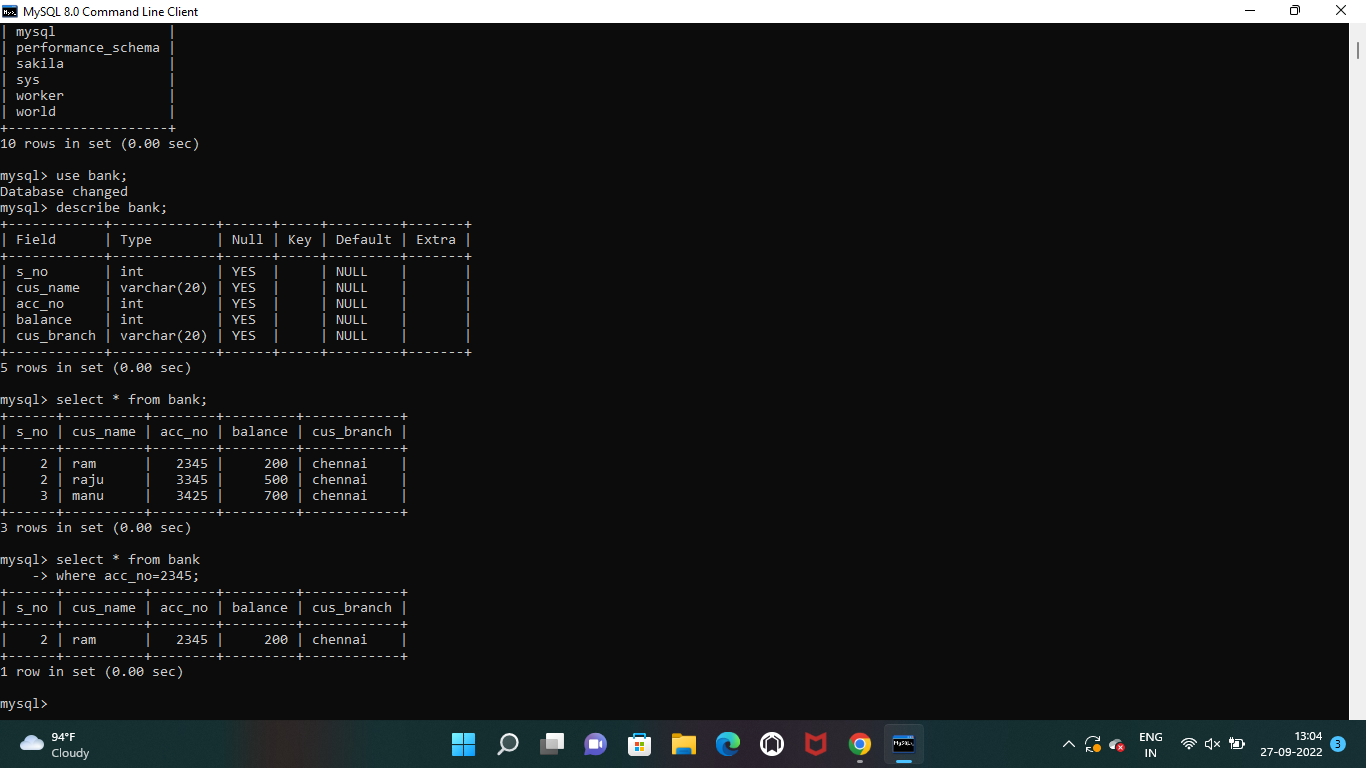 MySQL 8.0 Command Line Client
| mysql              |
| performance_schema |
| sakila             |
| sys                |
| worker             |
| world              |
+--------------------+
10 rows in set (0.00 sec)
mysql> use bank;
Database changed
mysql> describe bank;
+------------+-------------+------+-----+---------+-------+
| Field      | Type        | Null | Key | Default | Extra |
+------------+-------------+------+-----+---------+-------+
| s_no       | int         | YES  |     | NULL    |       |
| cus_name   | varchar(20) | YES  |     | NULL    |       |
| acc_no     | int         | YES  |     | NULL    |       |
| balance    | int         | YES  |     | NULL    |       |
| cus_branch | varchar(20) | YES  |     | NULL    |       |
+------------+-------------+------+-----+---------+-------+
5 rows in set (0.00 sec)
mysql> select * from bank;
+------+----------+--------+---------+------------+
| s_no | cus_name | acc_no | balance | cus_branch |
+------+----------+--------+---------+------------+
|    2 | ram      |   2345 |     200 | chennai    |
|    2 | raju     |   3345 |     500 | chennai    |
|    3 | manu     |   3425 |     700 | chennai    |
+------+----------+--------+---------+------------+
3 rows in set (0.00 sec)
mysql> select * from bank
    -> where acc_no=2345;
+------+----------+--------+---------+------------+
| s_no | cus_name | acc_no | balance | cus_branch |
+------+----------+--------+---------+------------+
|    2 | ram      |   2345 |     200 | chennai    |
+------+----------+--------+---------+------------+
1 row in set (0.00 sec)
mysql>
94°F
Cloudy
ENG
IN
13:04
27-09-2022
3